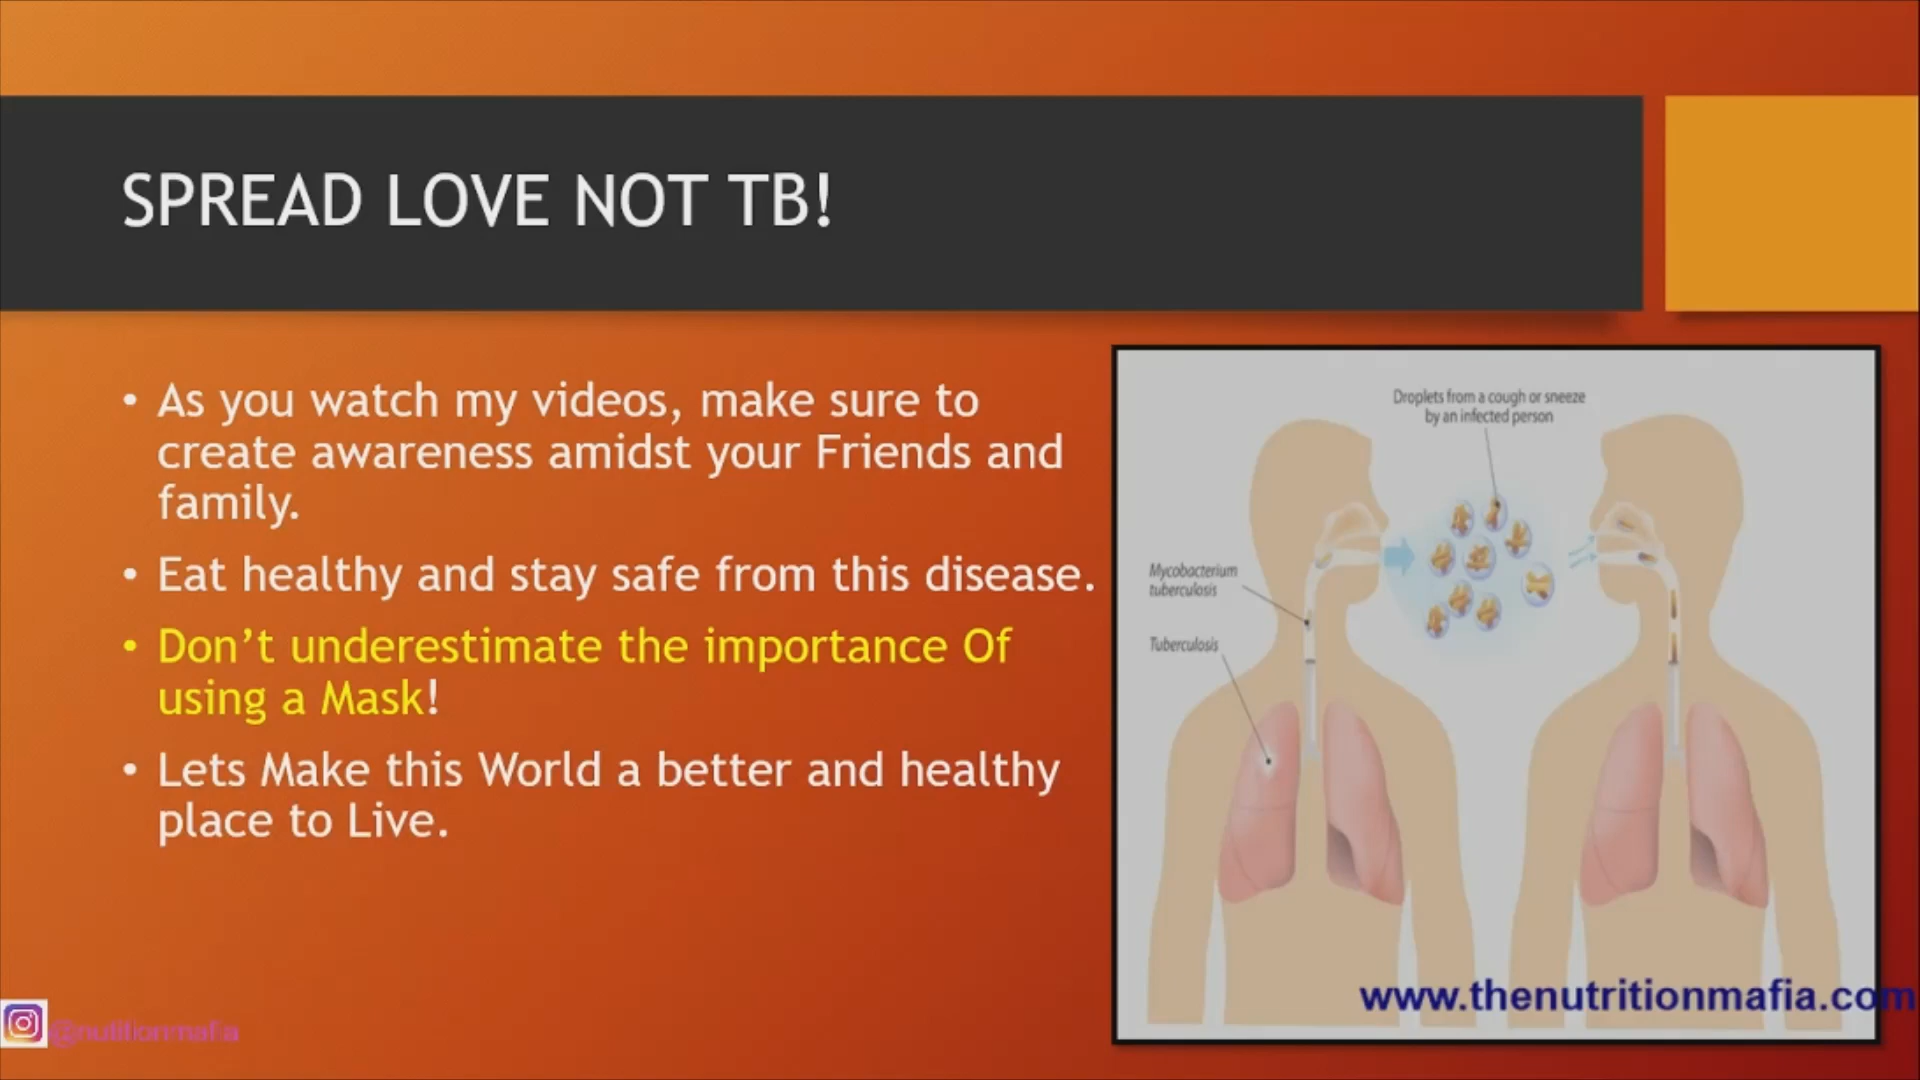 SPREAD LOVE NOT TB!
• As you watch my videos, make sure to
create awareness amidst your Friends and
family.
• Eat healthy and stay safe from this disease.
• Don’t underestimate the importance Of
using a Mask!
• Lets Make this World a better and healthy
place to Live.
Droplets from a cough or sneeze
by an infected person
Mycobacterium
tuberculosis
Tuberculosis
www.thenutritionmafia.com